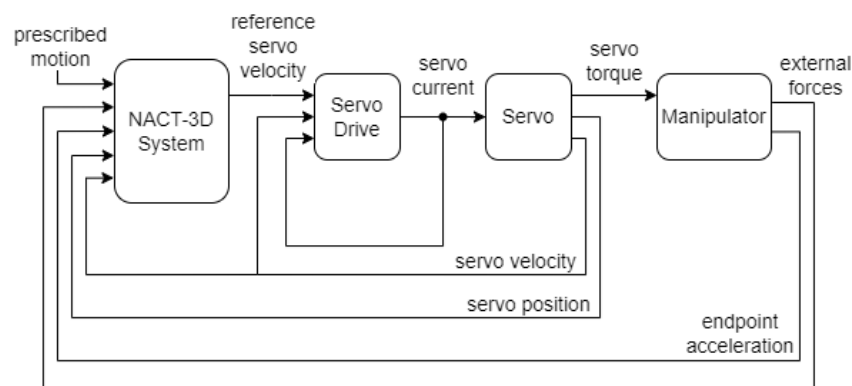 prescribed
motion
reference
servo
velocity
servo
current
servo
torque
external
forces
NACT-3D
System
Servo
Drive
Servo
Manipulator
servo velocity
servo position
endpoint
acceleration